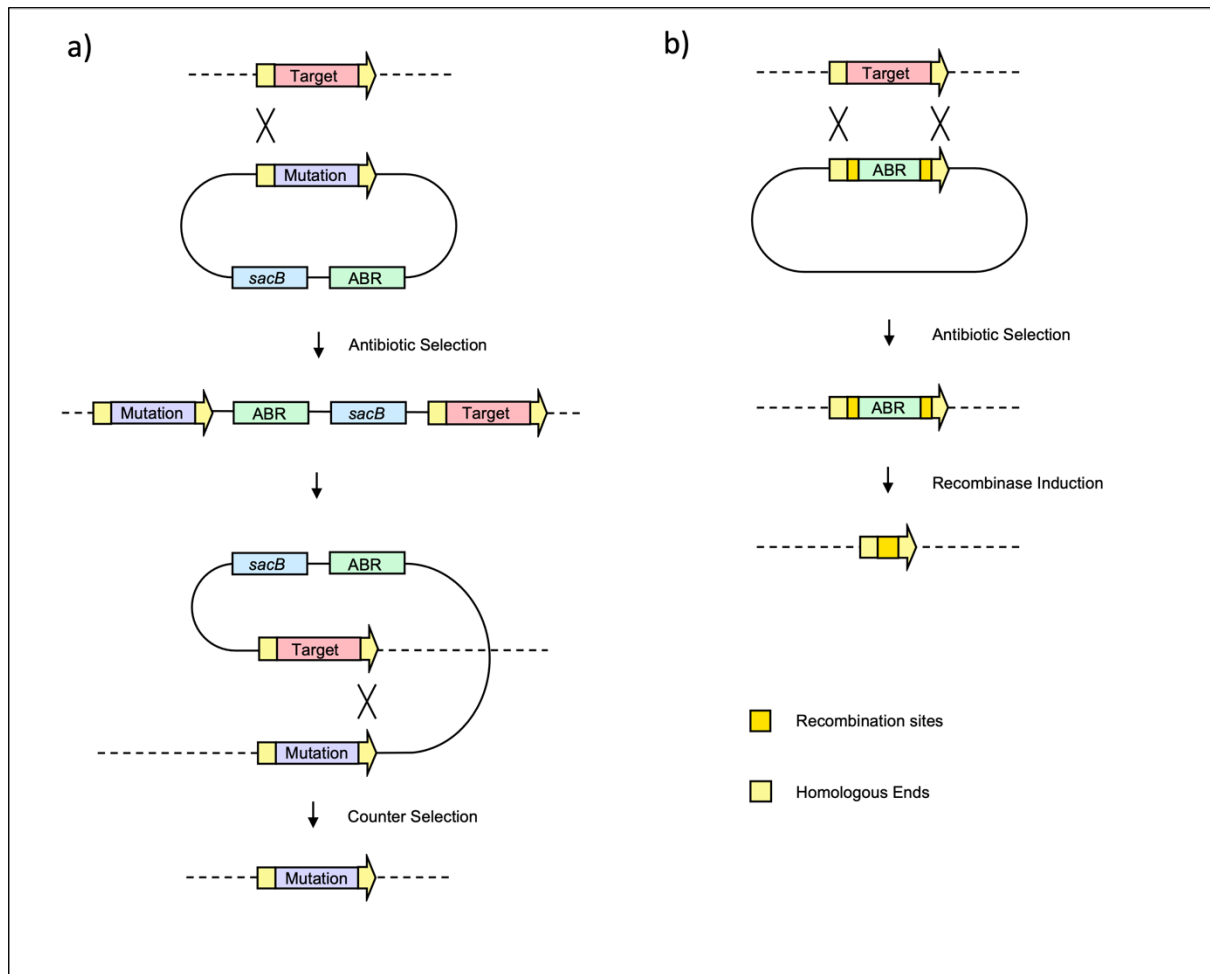 a)
Target
Mutation
sacB
ABR
Antibiotic Selection
Mutation
ABR
sacB
Target
sacB
ABR
Target
Mutation
Counter Selection
Mutation
b)
Target
ABR
Antibiotic Selection
ABR
Recombinase Induction
Recombination sites
Homologous Ends